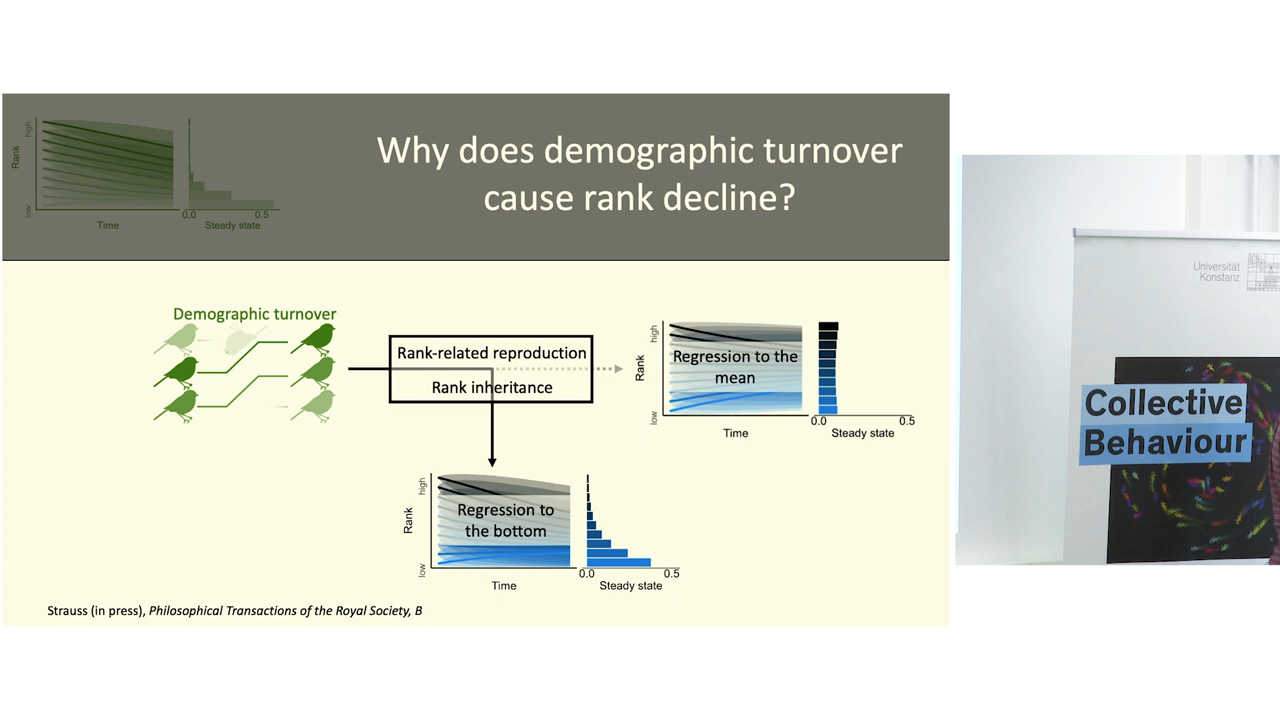 Why does demographic turnover
cause rank decline?
high
Rank
low
Time
0.0
0.5
Steady state
Demographic turnover
Rank-related reproduction
Rank inheritance
high
Rank
low
Regression to the
mean
Time
0.0
0.5
Steady state
high
Rank
low
Regression to
the bottom
Time
0.0
0.5
Steady state
Strauss (in press), Philosophical Transactions of the Royal Society, B
Universität
Konstanz
Collective
Behaviour